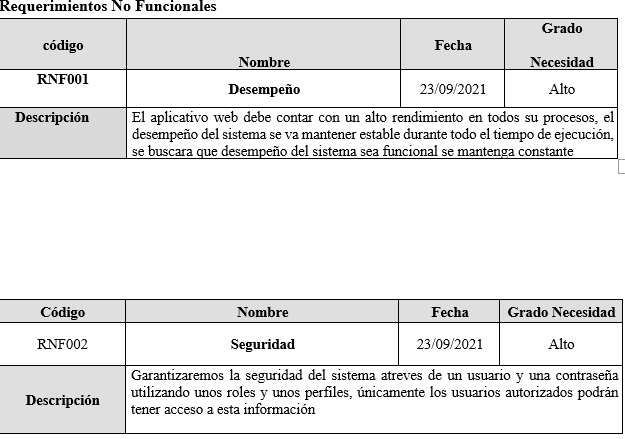 Requerimientos No Funcionales
código Nombre Fecha Grado Necesidad
RNF001 Desempeño 23/09/2021 Alto
Descripción El aplicativo web debe contar con un alto rendimiento en todos su procesos, el
desempeño del sistema se va mantener estable durante todo el tiempo de ejecución,
se buscara que desempeño del sistema sea funcional se mantenga constante
Código Nombre Fecha Grado Necesidad
RNF002 Seguridad 23/09/2021 Alto
Descripción Garantizaremos la seguridad del sistema atreves de un usuario y una contraseña
utilizando unos roles y unos perfiles, únicamente los usuarios autorizados podrán
tener acceso a esta información